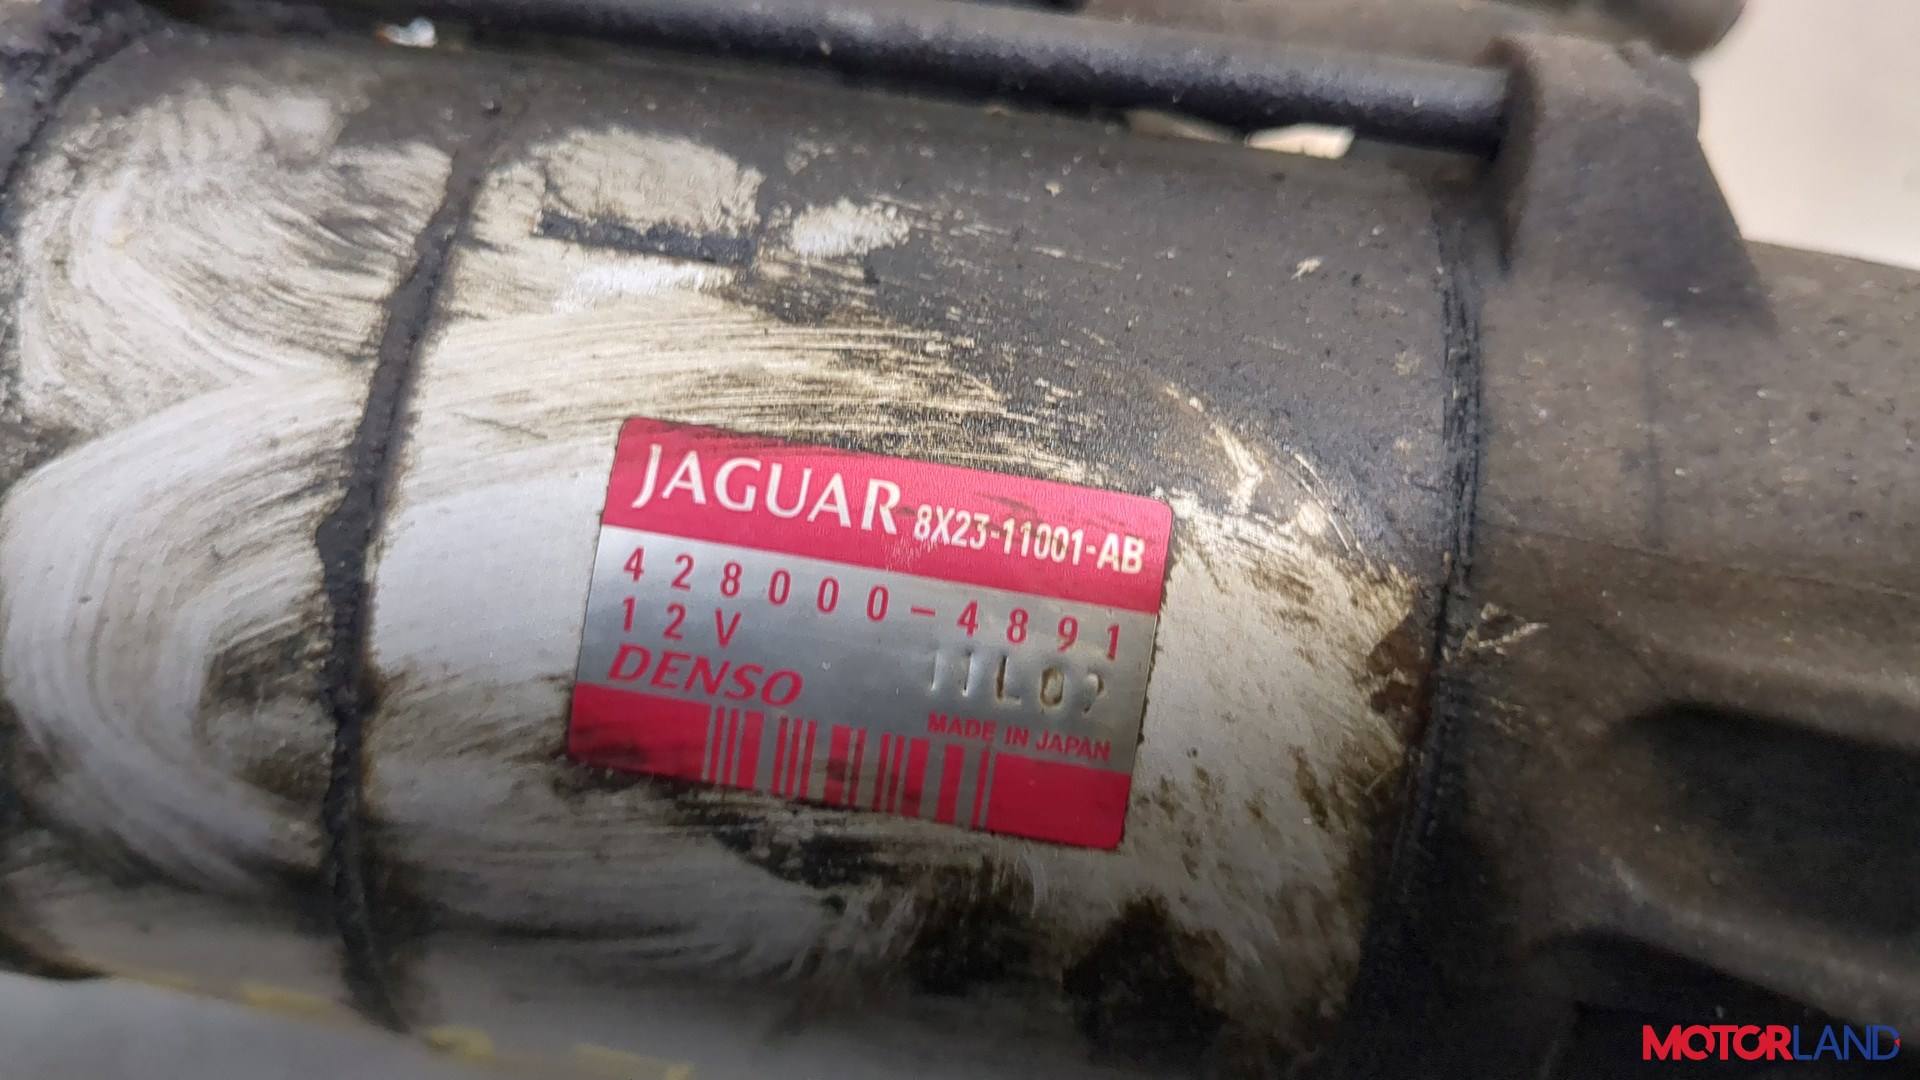 JAGUAR 8X23-11001-AB
428000-4891
12V
DENSO
MADE IN JAPAN
MOTORLAND